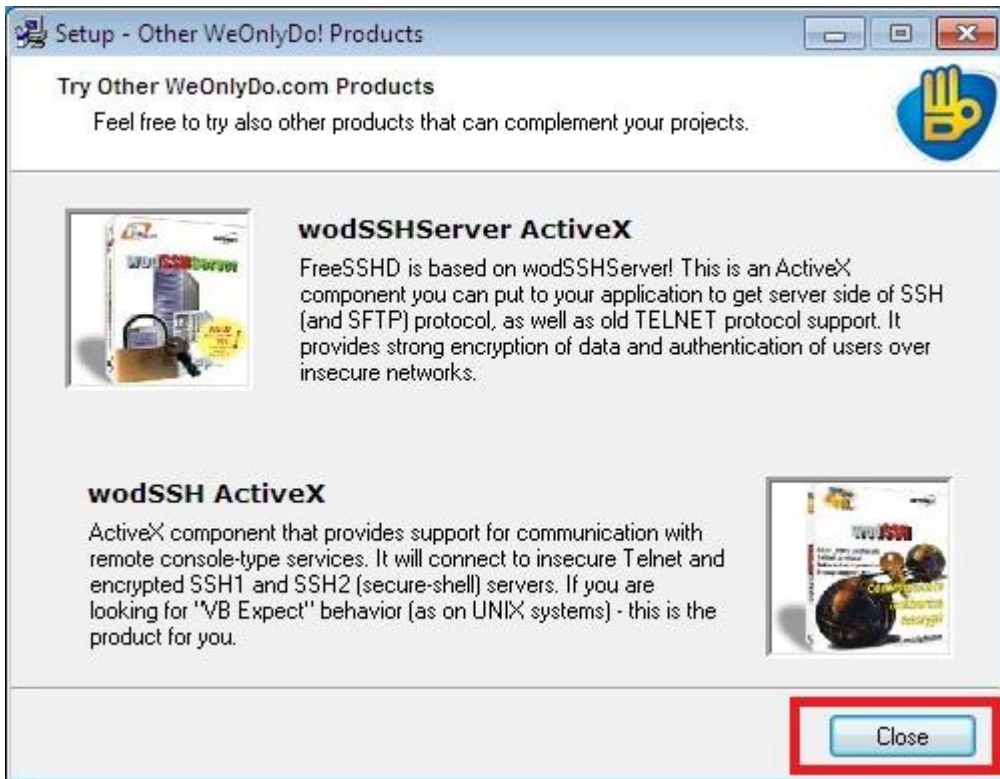 Setup - Other WeOnlyDo! Products
Try Other WeOnlyDo.com Products
Feel free to try also other products that can complement your projects.
wodSSHServer ActiveX
FreeSSHD is based on wodSSHServer! This is an ActiveX
component you can put to your application to get server side of SSH
(and SFTP) protocol, as well as old TELNET protocol support. It
provides strong encryption of data and authentication of users over
insecure networks.
wodSSHServer
wodSSH ActiveX
ActiveX component that provides support for communication with
remote console-type services. It will connect to insecure Telnet and
encrypted SSH1 and SSH2 (secure-shell) servers. If you are
looking for "VB Expect" behavior (as on UNIX systems) - this is the
product for you.
wodSSH
Close